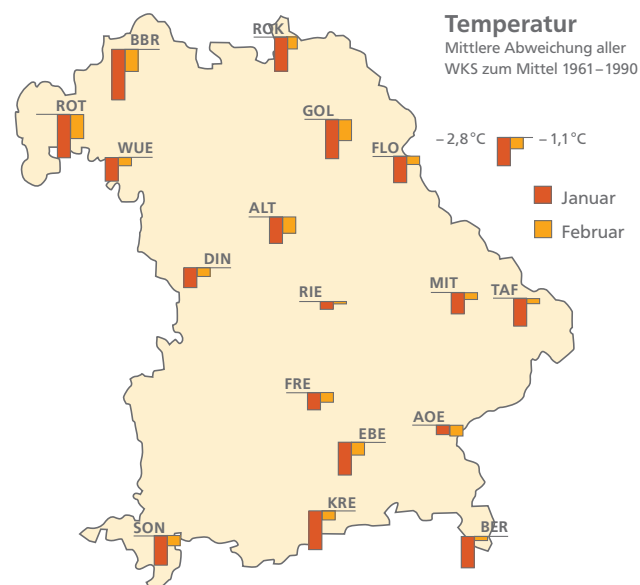 Temperatur
Mittlere Abweichung aller
WKS zum Mittel 1961–1990
ROK
BBR
ROT
GOL
WUE
FLO
–2,8 °C
–1,1 °C
Januar
Februar
ALT
DIN
RIE
MIT
TAF
FRE
AOE
EBE
KRE
SON
BER